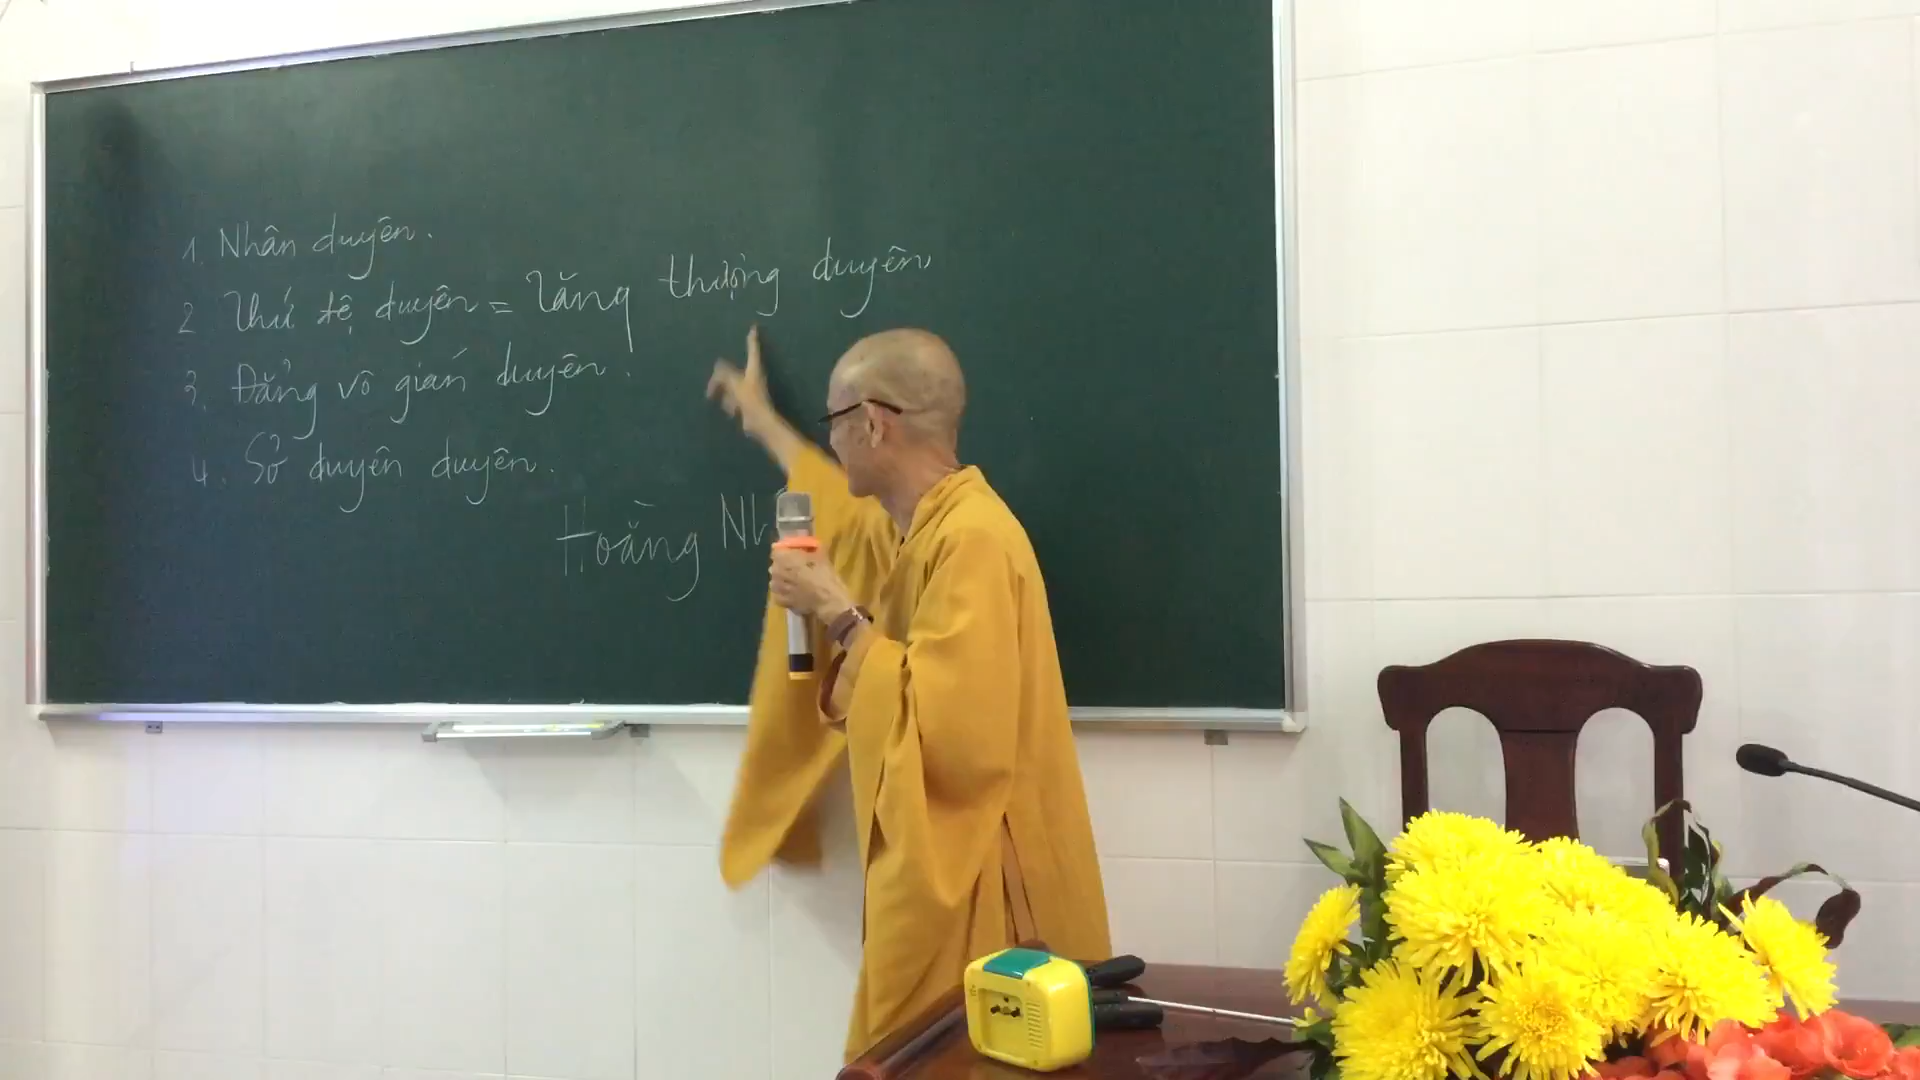 1. Nhân duyên.
2 Thứ đệ duyên = Tăng thượng duyên
3. Đẳng vô gián duyên.
4. Sở duyên duyên.
Hoằng